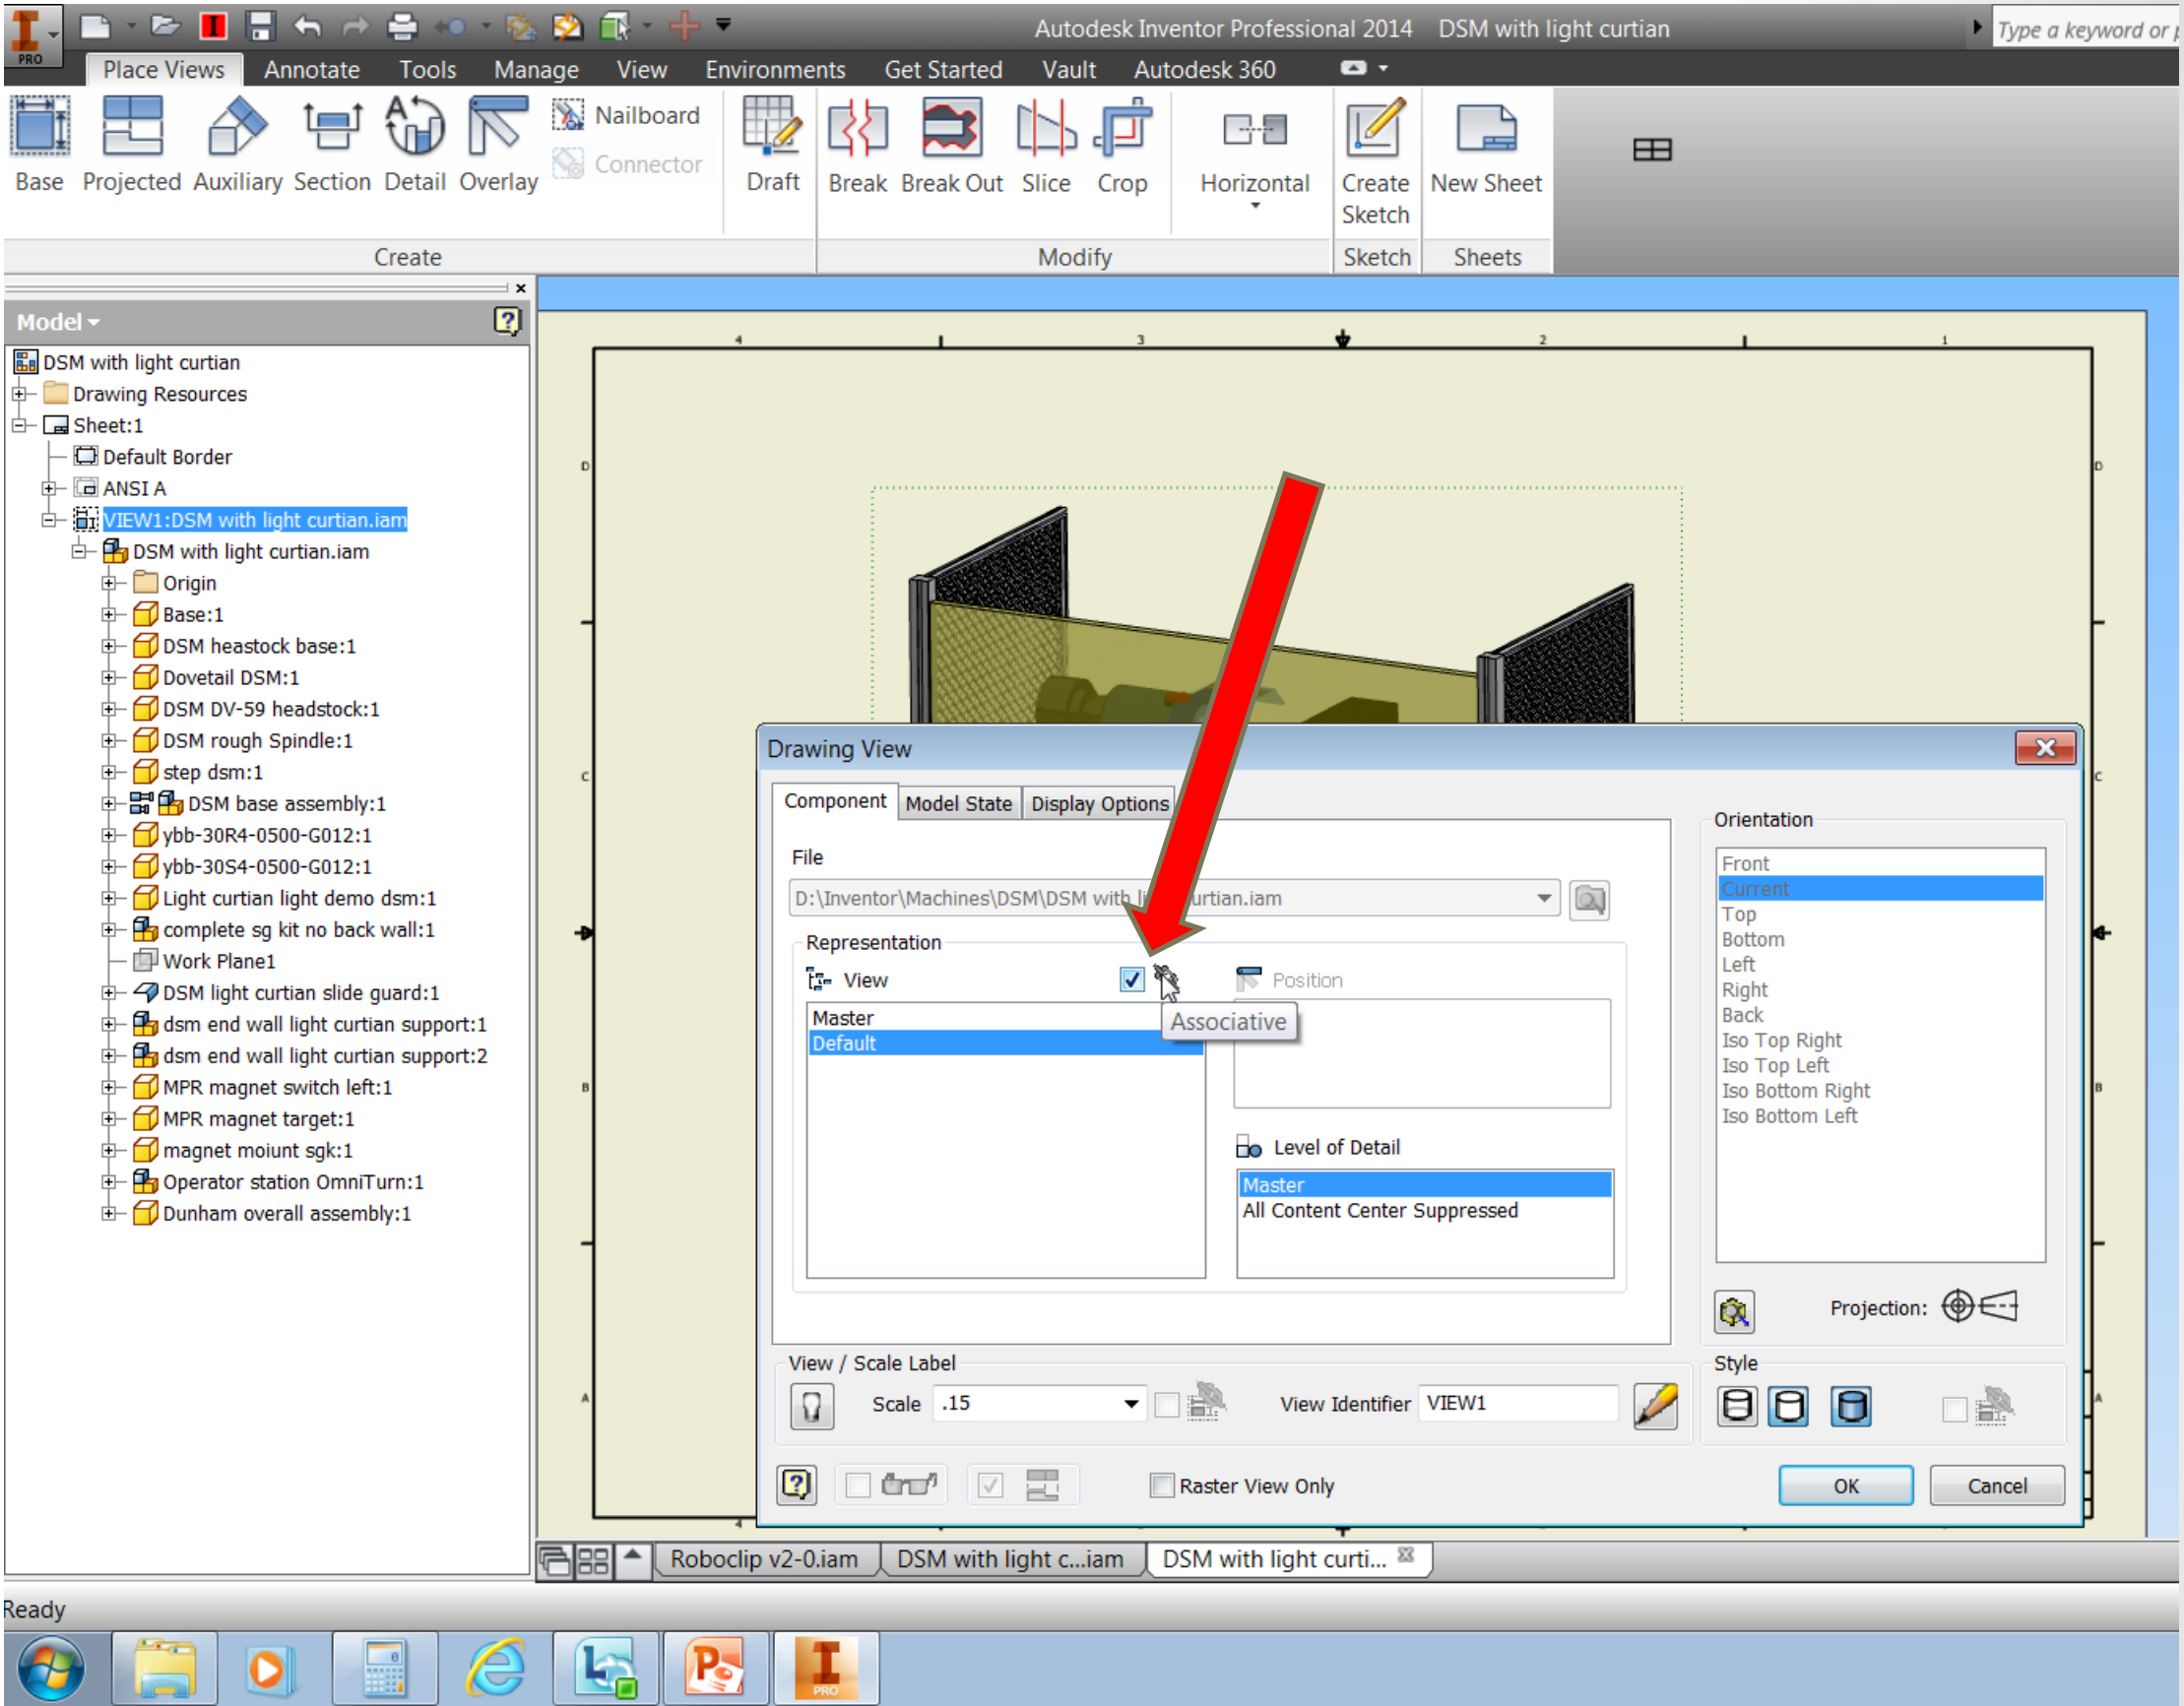 Autodesk Inventor Professional 2014 DSM with light curtian
Type a keyword or
PRO
Place Views Annotate Tools Manage View Environments Get Started Vault Autodesk 360
Nailboard
Connector
Base Projected Auxiliary Section Detail Overlay Draft Break Break Out Slice Crop Horizontal Create Sketch New Sheet
Create Modify Sketch Sheets
Model
DSM with light curtian
Drawing Resources
Sheet:1
Default Border
ANSI A
VIEW1:DSM with light curtian.iam
DSM with light curtian.iam
Origin
Base:1
DSM heastock base:1
Dovetail DSM:1
DSM DV-59 headstock:1
DSM rough Spindle:1
step dsm:1
DSM base assembly:1
ybb-30R4-0500-G012:1
ybb-30S4-0500-G012:1
Light curtian light demo dsm:1
complete sg kit no back wall:1
Work Plane1
DSM light curtian slide guard:1
dsm end wall light curtian support:1
dsm end wall light curtian support:2
MPR magnet switch left:1
MPR magnet target:1
magnet moiunt sgk:1
Operator station OmniTurn:1
Dunham overall assembly:1
4 3 2 1
D D
C C
B B
A A
4
Drawing View
Component Model State Display Options
File
D:\Inventor\Machines\DSM\DSM with urtian.iam
Representation
View
Master
Default
Associative
Position
Level of Detail
Master
All Content Center Suppressed
Orientation
Front
Current
Top
Bottom
Left
Right
Back
Iso Top Right
Iso Top Left
Iso Bottom Right
Iso Bottom Left
Projection:
View / Scale Label
Scale .15
View Identifier VIEW1
Style
Raster View Only
OK Cancel
Roboclip v2-0.iam DSM with light c...iam DSM with light curti...
Ready
PRO